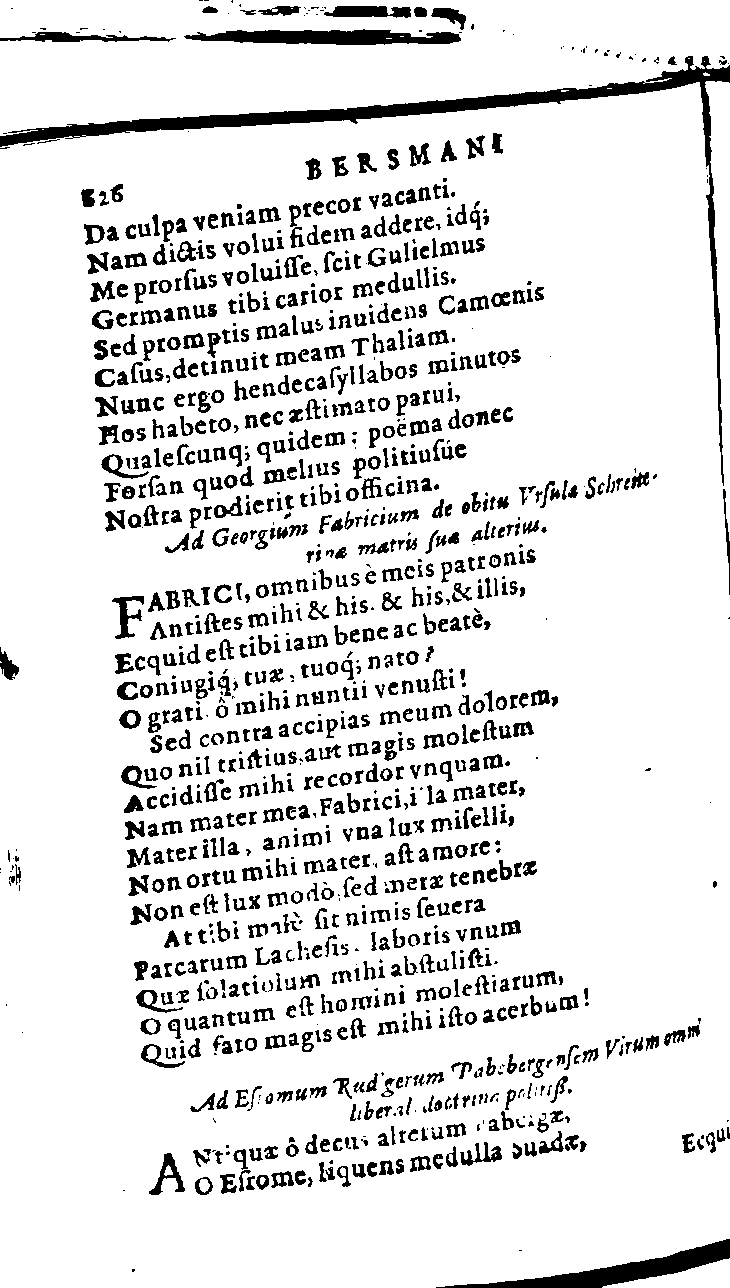 626 BERSMANI
Da culpa veniam precor vacanti.
Nam dictis volui fidem addere, idq́;
Me prorſus voluiſſe, ſcit Gulielmus
Germanus tibi carior medullis.
Sed promptis malus inuidens Camœnis
Caſus, detinuit meam Thaliam.
Nunc ergo hendecaſyllabos minutos
Hos habeto, nec æſtimato parui,
Qualeſcunq; quidem: poëma donec
Forſan quod melius politiuſúe
Noſtra prodierit tibi officina.
Ad Georgium Fabricium de obitu Vrſulæ Schreite-
rinæ matris ſuæ alterius.
FABRICI, omnibus è meis patronis
Antiſtes mihi & his. & his, & illis,
Ecquid eſt tibi iam bene ac beatè,
Coniugiq́, tuæ, tuoq́; nato?
O grati. ô mihi nuntii venuſti!
Sed contra accipias meum dolorem,
Quo nil triſtius, aut magis moleſtum
Accidiſſe mihi recordor vnquam.
Nam mater mea, Fabrici, illa mater,
Mater illa, animi vna lux miſelli,
Non ortu mihi mater, aſt amore:
Non eſt lux modò, ſed meræ tenebræ
At tibi malè ſit nimis ſeuera
Parcarum Lacheſis. laboris vnum
Quæ ſolatiolum mihi abſtuliſti.
O quantum eſt homini moleſtiarum,
Quid fato magis eſt mihi iſto acerbum!
Ad Eſromum Rudigerum Pabebergenſem Virum omni
liberali doctrina politiſſ.
ANtiquæ ô decus alterum
O Eſrome, liquens medulla Suadæ,
Ecqui